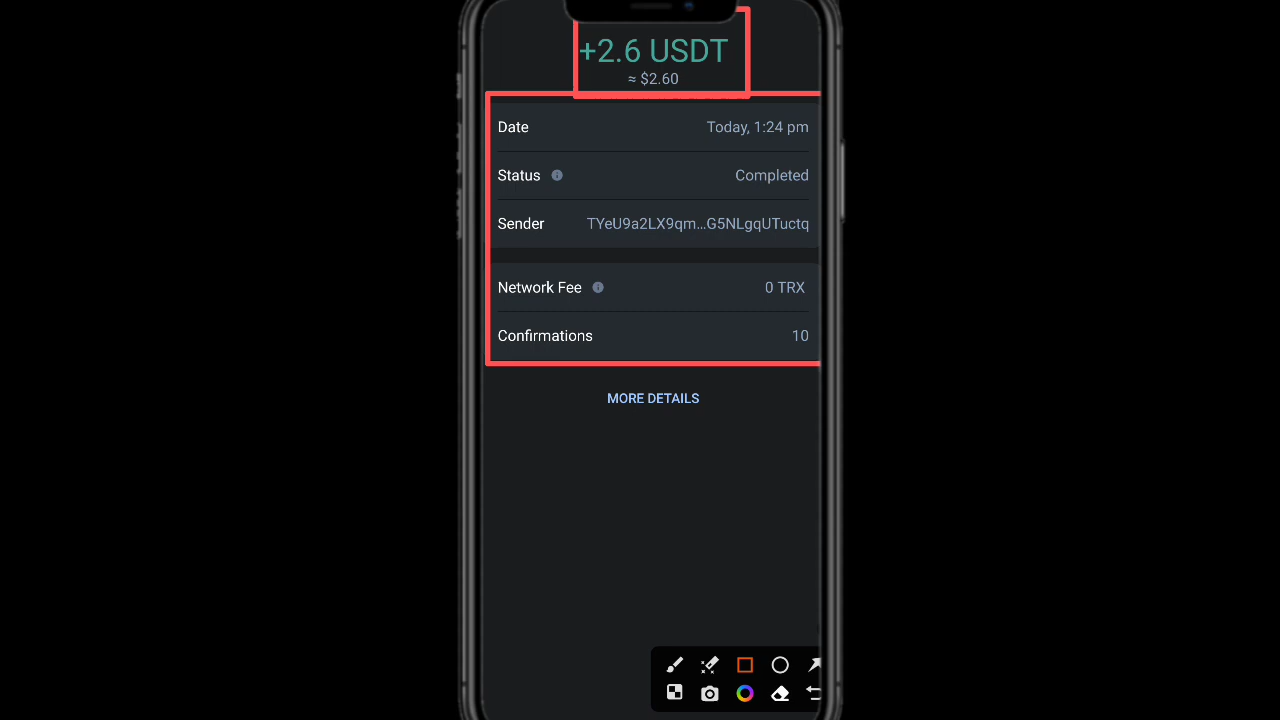 +2.6 USDT
≈ $2.60
Date Today, 1:24 pm
Status Completed
Sender TYeU9a2LX9qm...G5NLgqUTuctq
Network Fee 0 TRX
Confirmations 10
MORE DETAILS